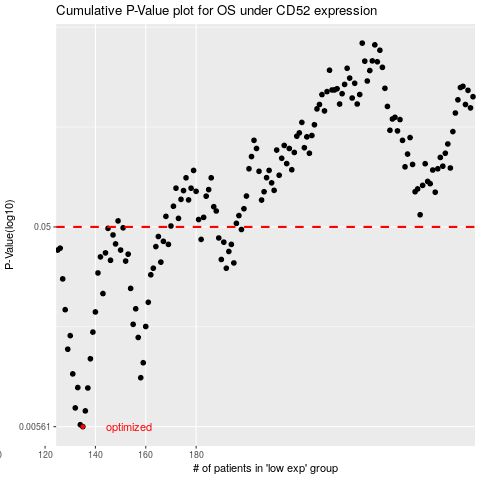 Cumulative P-Value plot for OS under CD52 expression
P-Value(log10)
0.05
0.00561
optimized
0 120 140 160 180
# of patients in 'low exp' group